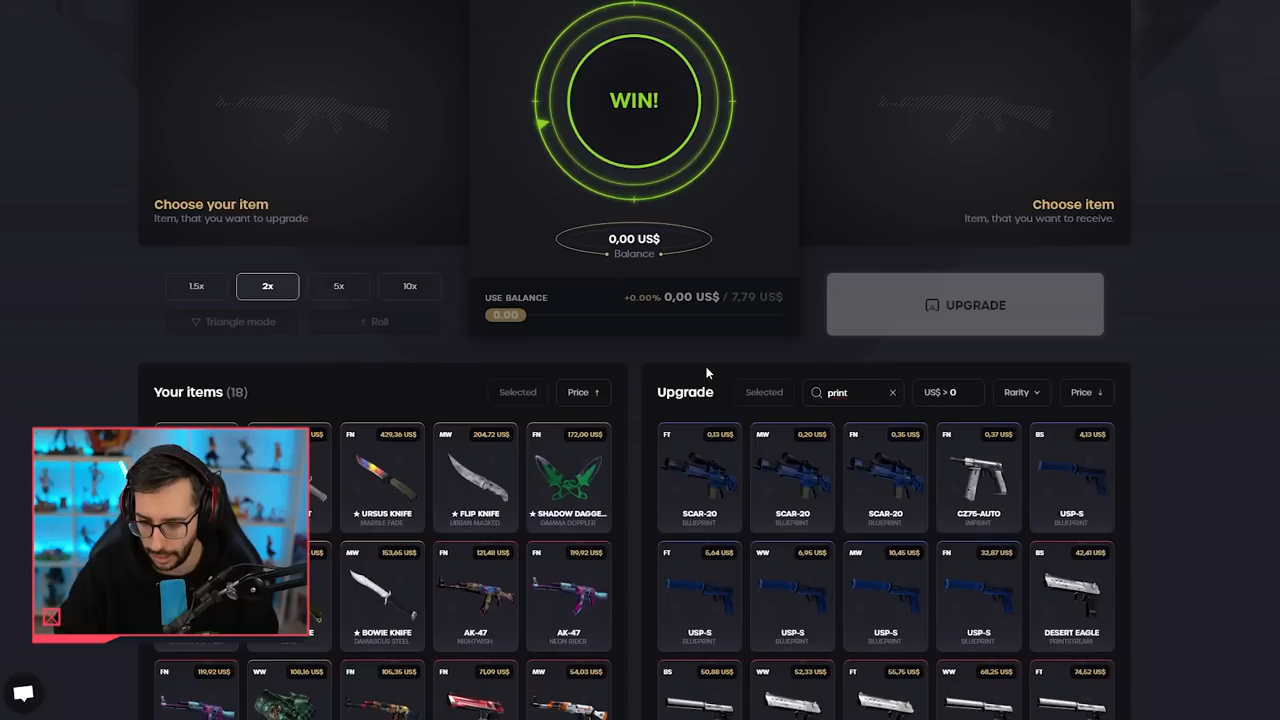 WIN!
Choose your item
Item, that you want to upgrade
Choose item
Item, that you want to receive.
0,00 US$
Balance
1.5x
2x
5x
10x
USE BALANCE
+0.00% 0,00 US$ / 7,79 US$
0.00
UPGRADE
Triangle mode
Roll
Your items (18)
Selected
Price ↑
Upgrade
Selected
print
US$ > 0
Rarity
Price ↓
US$
FN 429,36 US$
MW 204,72 US$
FN 172,00 US$
★ URSUS KNIFE
MARBLE FADE
★ FLIP KNIFE
URBAN MASKED
★ SHADOW DAGGE...
GAMMA DOPPLER
FT 0,13 US$
MW 0,20 US$
FN 0,35 US$
FN 0,37 US$
BS 4,13 US$
SCAR-20
BLUEPRINT
SCAR-20
BLUEPRINT
SCAR-20
BLUEPRINT
CZ75-AUTO
IMPRINT
USP-S
BLUEPRINT
US$
MW 153,65 US$
FN 121,48 US$
FN 119,92 US$
★ BOWIE KNIFE
DAMASCUS STEEL
AK-47
NIGHTWISH
AK-47
NEON RIDER
FT 5,64 US$
WW 6,95 US$
MW 10,45 US$
FN 32,87 US$
BS 42,41 US$
USP-S
BLUEPRINT
USP-S
BLUEPRINT
USP-S
BLUEPRINT
USP-S
BLUEPRINT
DESERT EAGLE
PRINTSTREAM
FN 119,92 US$
WW 108,16 US$
FN 105,35 US$
FN 71,09 US$
MW 54,03 US$
BS 50,88 US$
WW 52,33 US$
FT 55,75 US$
WW 68,25 US$
FT 74,52 US$